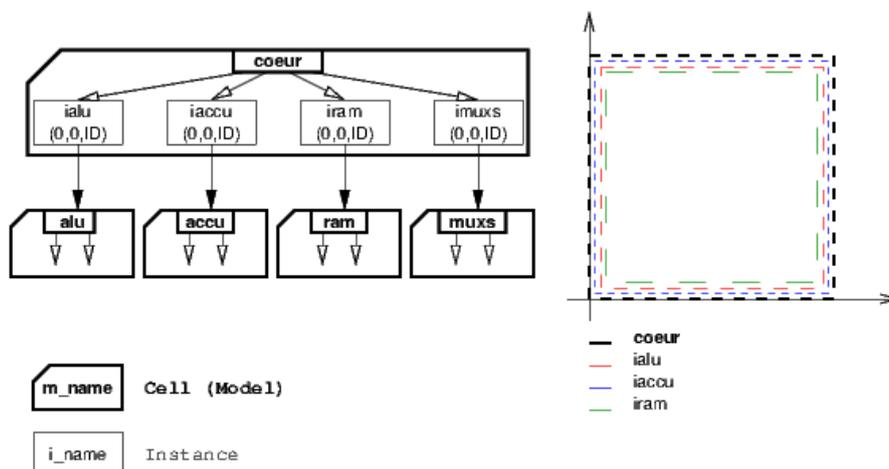 coeur
ialu
(0,0,ID)
iaccu
(0,0,ID)
iram
(0,0,ID)
imuxs
(0,0,ID)
alu
accu
ram
muxs
m_name
Cell (Model)
i_name
Instance
coeur
ialu
iaccu
iram